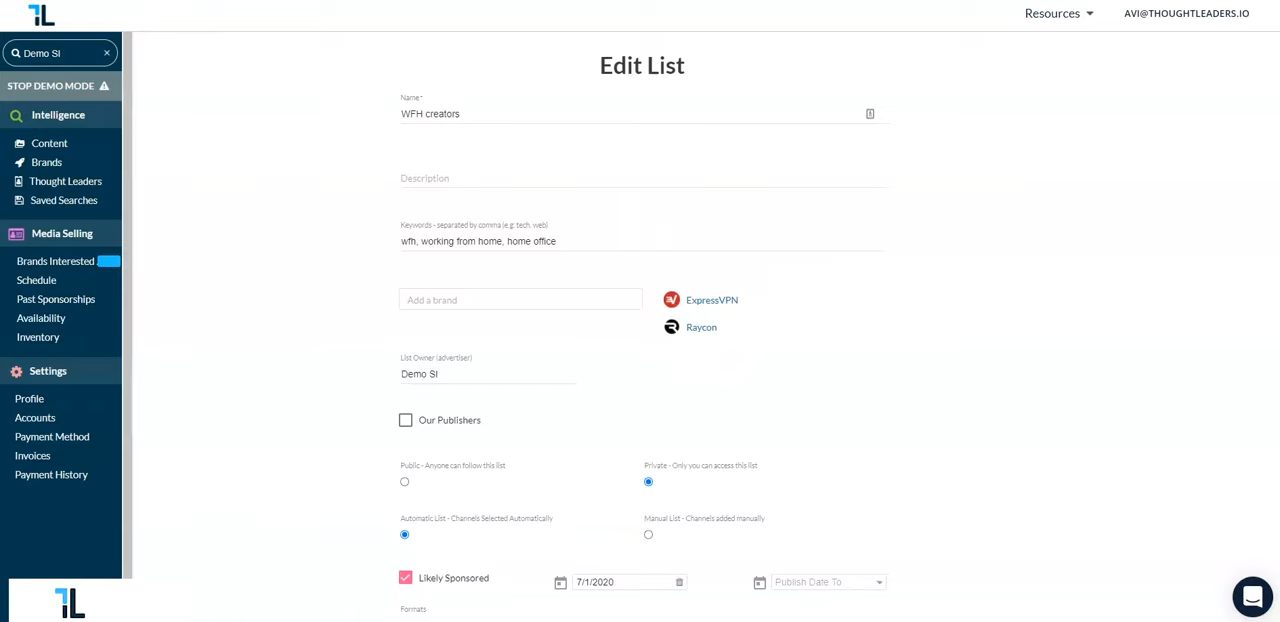 TL
Resources
AVI@THOUGHTLEADERS.IO
Demo SI ×
STOP DEMO MODE
Intelligence
Content
Brands
Thought Leaders
Saved Searches
Media Selling
Brands Interested
Schedule
Past Sponsorships
Availability
Inventory
Settings
Profile
Accounts
Payment Method
Invoices
Payment History
TL
Edit List
Name*
WFH creators
Description
Keywords - separated by comma (e.g: tech, web)
wfh, working from home, home office
Add a brand
ExpressVPN
Raycon
List Owner (advertiser)
Demo SI
Our Publishers
Public - Anyone can follow this list
Private - Only you can access this list
Automatic List - Channels Selected Automatically
Manual List - Channels added manually
Likely Sponsored
7/1/2020
Publish Date To
Formats